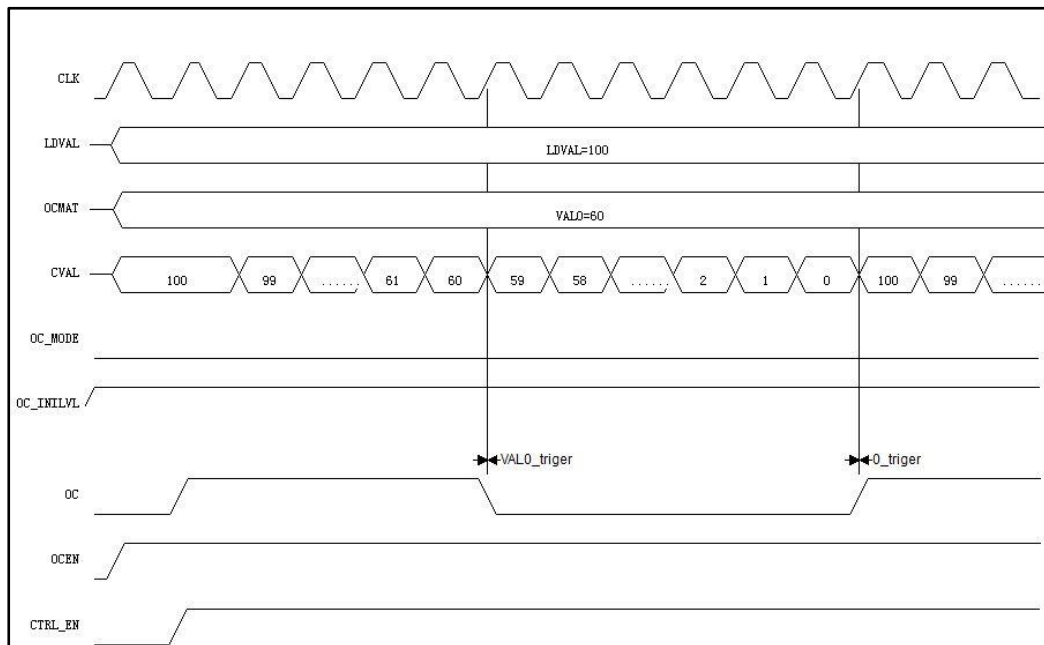 CLK
LDVAL
LDVAL=100
OCMAT
VAL0=60
CVAL
100 99 ...... 61 60 59 58 ...... 2 1 0 100 99 ......
OC_MODE
OC_INILVL
VAL0_triger 0_triger
OC
OCEN
CTRL_EN